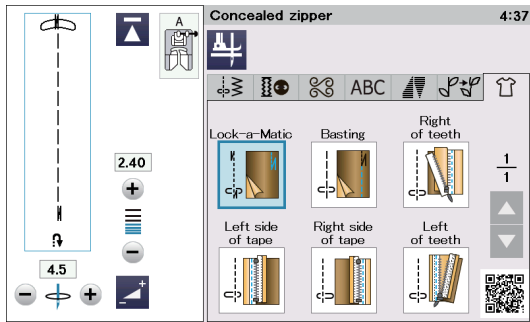 A
2.40
4.5
Concealed zipper 4:37
ABC
Lock-a-Matic
Basting
Right
of teeth
1
1
Left side
of tape
Right side
of tape
Left
of teeth